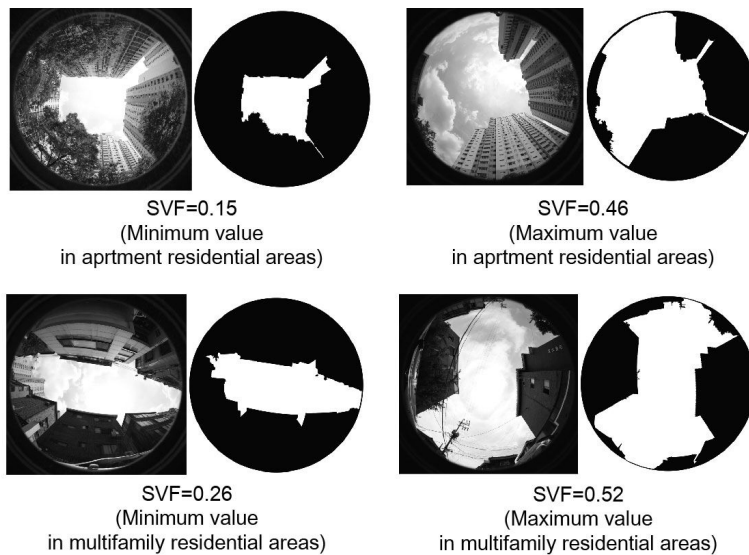 SVF=0.15
(Minimum value
in aprtment residential areas)
SVF=0.46
(Maximum value
in aprtment residential areas)
SVF=0.26
(Minimum value
in multifamily residential areas)
SVF=0.52
(Maximum value
in multifamily residential areas)